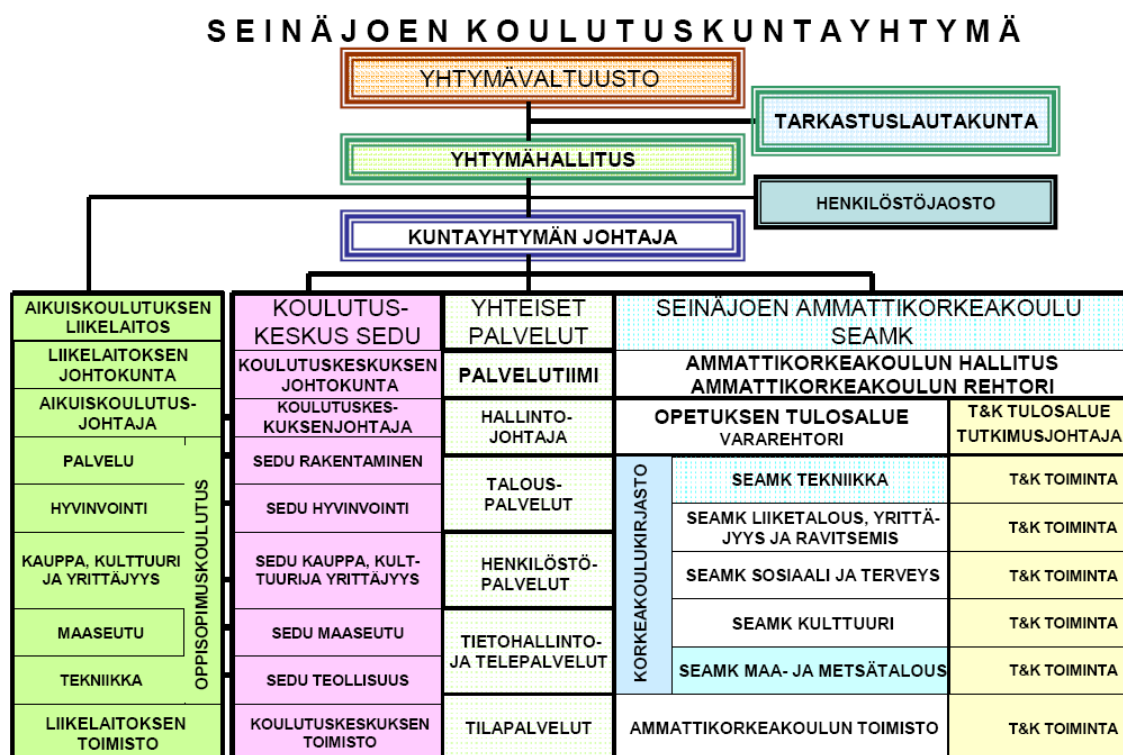 SEINÄJOEN KOULUTUSKUNTAYHTYMÄ
YHTYMÄVALTUUSTO
TARKASTUSLAUTAKUNTA
YHTYMÄHALLITUS
HENKILÖSTÖJAOSTO
KUNTAYHTYMÄN JOHTAJA
AIKUISKOULUTUKSEN
LIIKELAITOS
LIIKELAITOKSEN
JOHTOKUNTA
AIKUISKOULUTUS-
JOHTAJA
PALVELU
HYVINVOINTI
KAUPPA, KULTTUURI
JA YRITTÄJYYS
MAASEUTU
TEKNIIKKA
OPPISOPIMUSKOULUTUS
LIIKELAITOKSEN
TOIMISTO
KOULUTUS-
KESKUS SEDU
KOULUTUSKESKUKSEN
JOHTOKUNTA
KOULUTUSKES-
KUKSENJOHTAJA
SEDU RAKENTAMINEN
SEDU HYVINVOINTI
SEDU KAUPPA, KULT-
TUURIJA YRITTÄJYYS
SEDU MAASEUTU
SEDU TEOLLISUUS
KOULUTUSKESKUKSEN
TOIMISTO
YHTEISET
PALVELUT
PALVELUTIIMI
HALLINTO-
JOHTAJA
TALOUS-
PALVELUT
HENKILÖSTÖ-
PALVELUT
TIETOHALLINTO-
JA TELEPALVELUT
TILAPALVELUT
SEINÄJOEN AMMATTIKORKEAKOULU
SEAMK
AMMATTIKORKEAKOULUN HALLITUS
AMMATTIKORKEAKOULUN REHTORI
OPETUKSEN TULOSALUE
VARAREHTORI
T&K TULOSALUE
TUTKIMUSJOHTAJA
KORKEAKOULUKIRJASTO
SEAMK TEKNIIKKA
T&K TOIMINTA
SEAMK LIIKETALOUS, YRITTÄ-
JYYS JA RAVITSEMIS
T&K TOIMINTA
SEAMK SOSIAALI JA TERVEYS
T&K TOIMINTA
SEAMK KULTTUURI
T&K TOIMINTA
SEAMK MAA- JA METSÄTALOUS
T&K TOIMINTA
AMMATTIKORKEAKOULUN TOIMISTO
T&K TOIMINTA